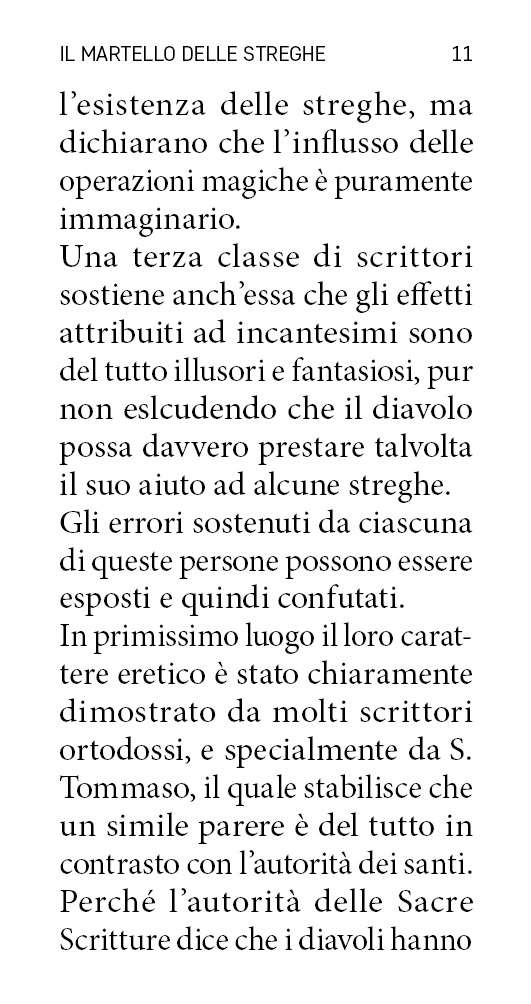 IL MARTELLO DELLE STREGHE 11
l'esistenza delle streghe, ma
dichiarano che l'influsso delle
operazioni magiche è puramente
immaginario.
Una terza classe di scrittori
sostiene anch'essa che gli effetti
attribuiti ad incantesimi sono
del tutto illusori e fantasiosi, pur
non eslcudendo che il diavolo
possa davvero prestare talvolta
il suo aiuto ad alcune streghe.
Gli errori sostenuti da ciascuna
di queste persone possono essere
esposti e quindi confutati.
In primissimo luogo il loro carat-
tere eretico è stato chiaramente
dimostrato da molti scrittori
ortodossi, e specialmente da S.
Tommaso, il quale stabilisce che
un simile parere è del tutto in
contrasto con l'autorità dei santi.
Perché l'autorità delle Sacre
Scritture dice che i diavoli hanno